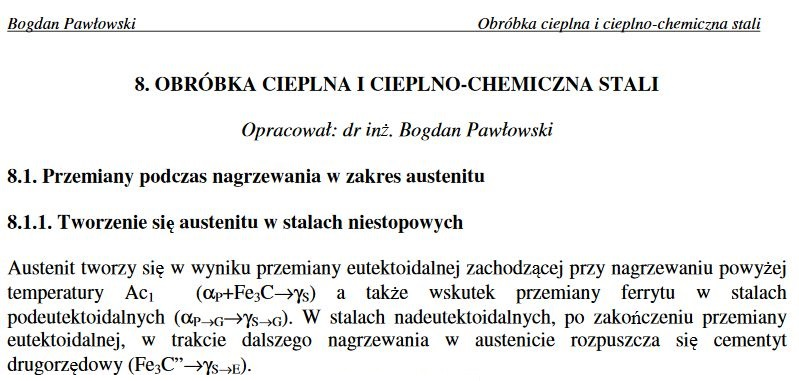 Bogdan Pawłowski Obróbka cieplna i cieplno-chemiczna stali
8. OBRÓBKA CIEPLNA I CIEPLNO-CHEMICZNA STALI
Opracował: dr inż. Bogdan Pawłowski
8.1. Przemiany podczas nagrzewania w zakres austenitu
8.1.1. Tworzenie się austenitu w stalach niestopowych
Austenit tworzy się w wyniku przemiany eutektoidalnej zachodzącej przy nagrzewaniu powyżej
temperatury Ac₁ (αP+Fe₃C→γS) a także wskutek przemiany ferrytu w stalach
podeutektoidalnych (αP→G→γS→G). W stalach nadeutektoidalnych, po zakończeniu przemiany
eutektoidalnej, w trakcie dalszego nagrzewania w austenicie rozpuszcza się cementyt
drugorzędowy (Fe₃C”→γS→E).